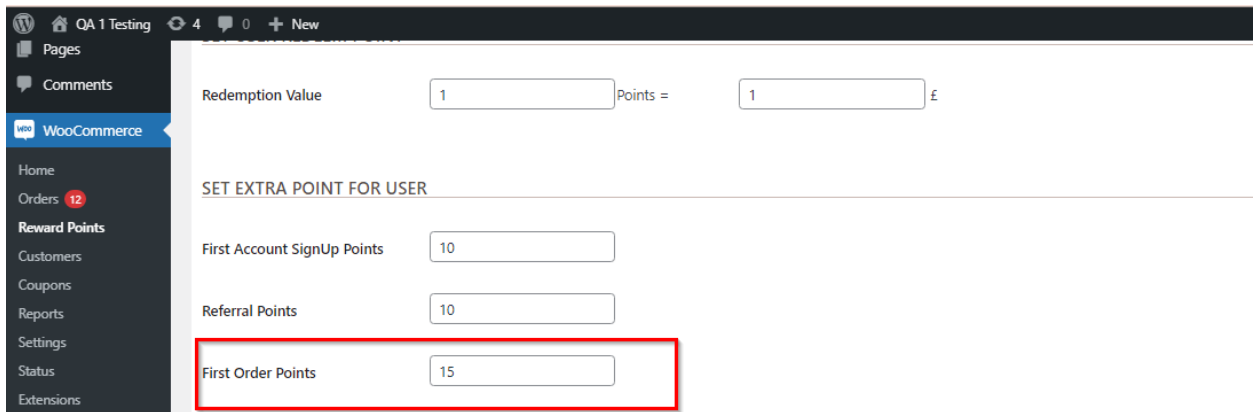 QA 1 Testing 4 0 + New
Pages
Comments
WooCommerce
Home
Orders 12
Reward Points
Customers
Coupons
Reports
Settings
Status
Extensions
Redemption Value 1 Points = 1 £
SET EXTRA POINT FOR USER
First Account SignUp Points 10
Referral Points 10
First Order Points 15